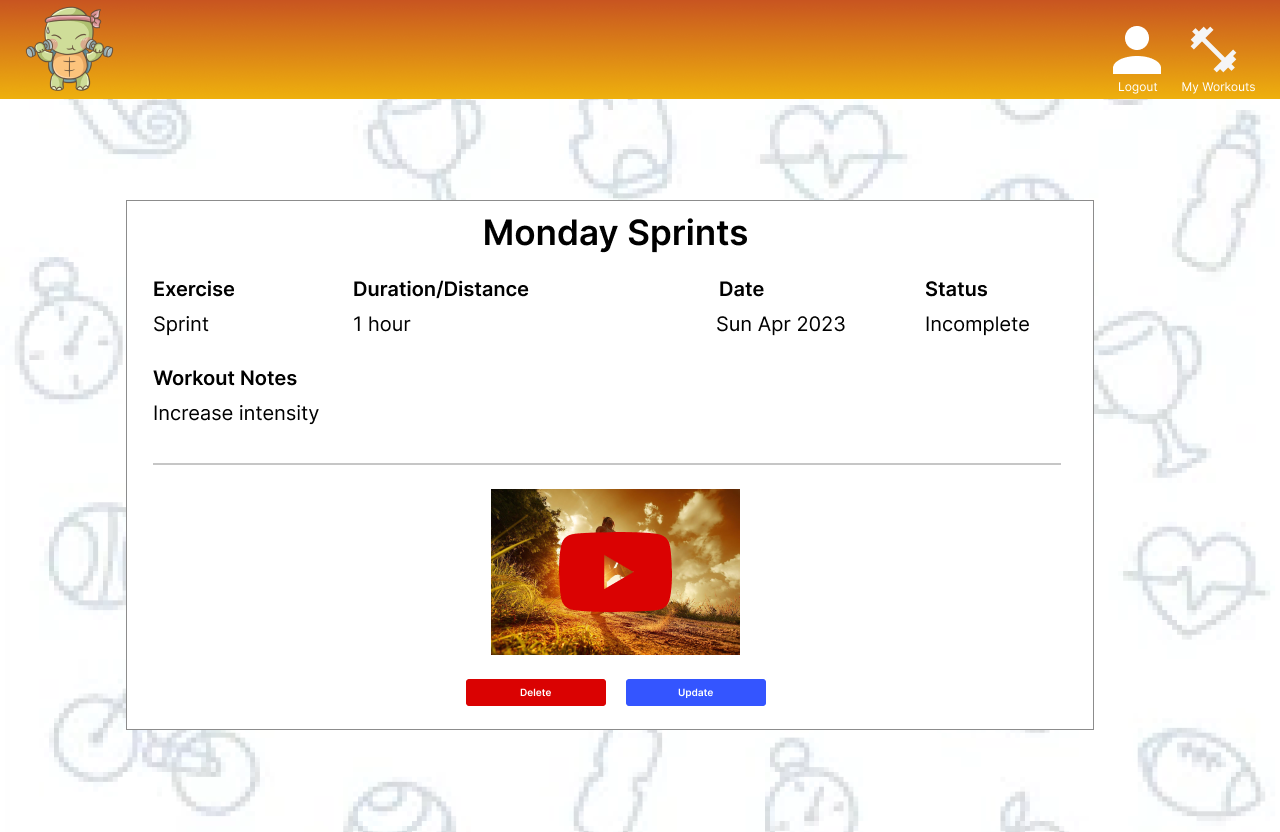 Logout My Workouts
Monday Sprints
Exercise Duration/Distance Date Status
Sprint 1 hour Sun Apr 2023 Incomplete
Workout Notes
Increase intensity
Delete Update